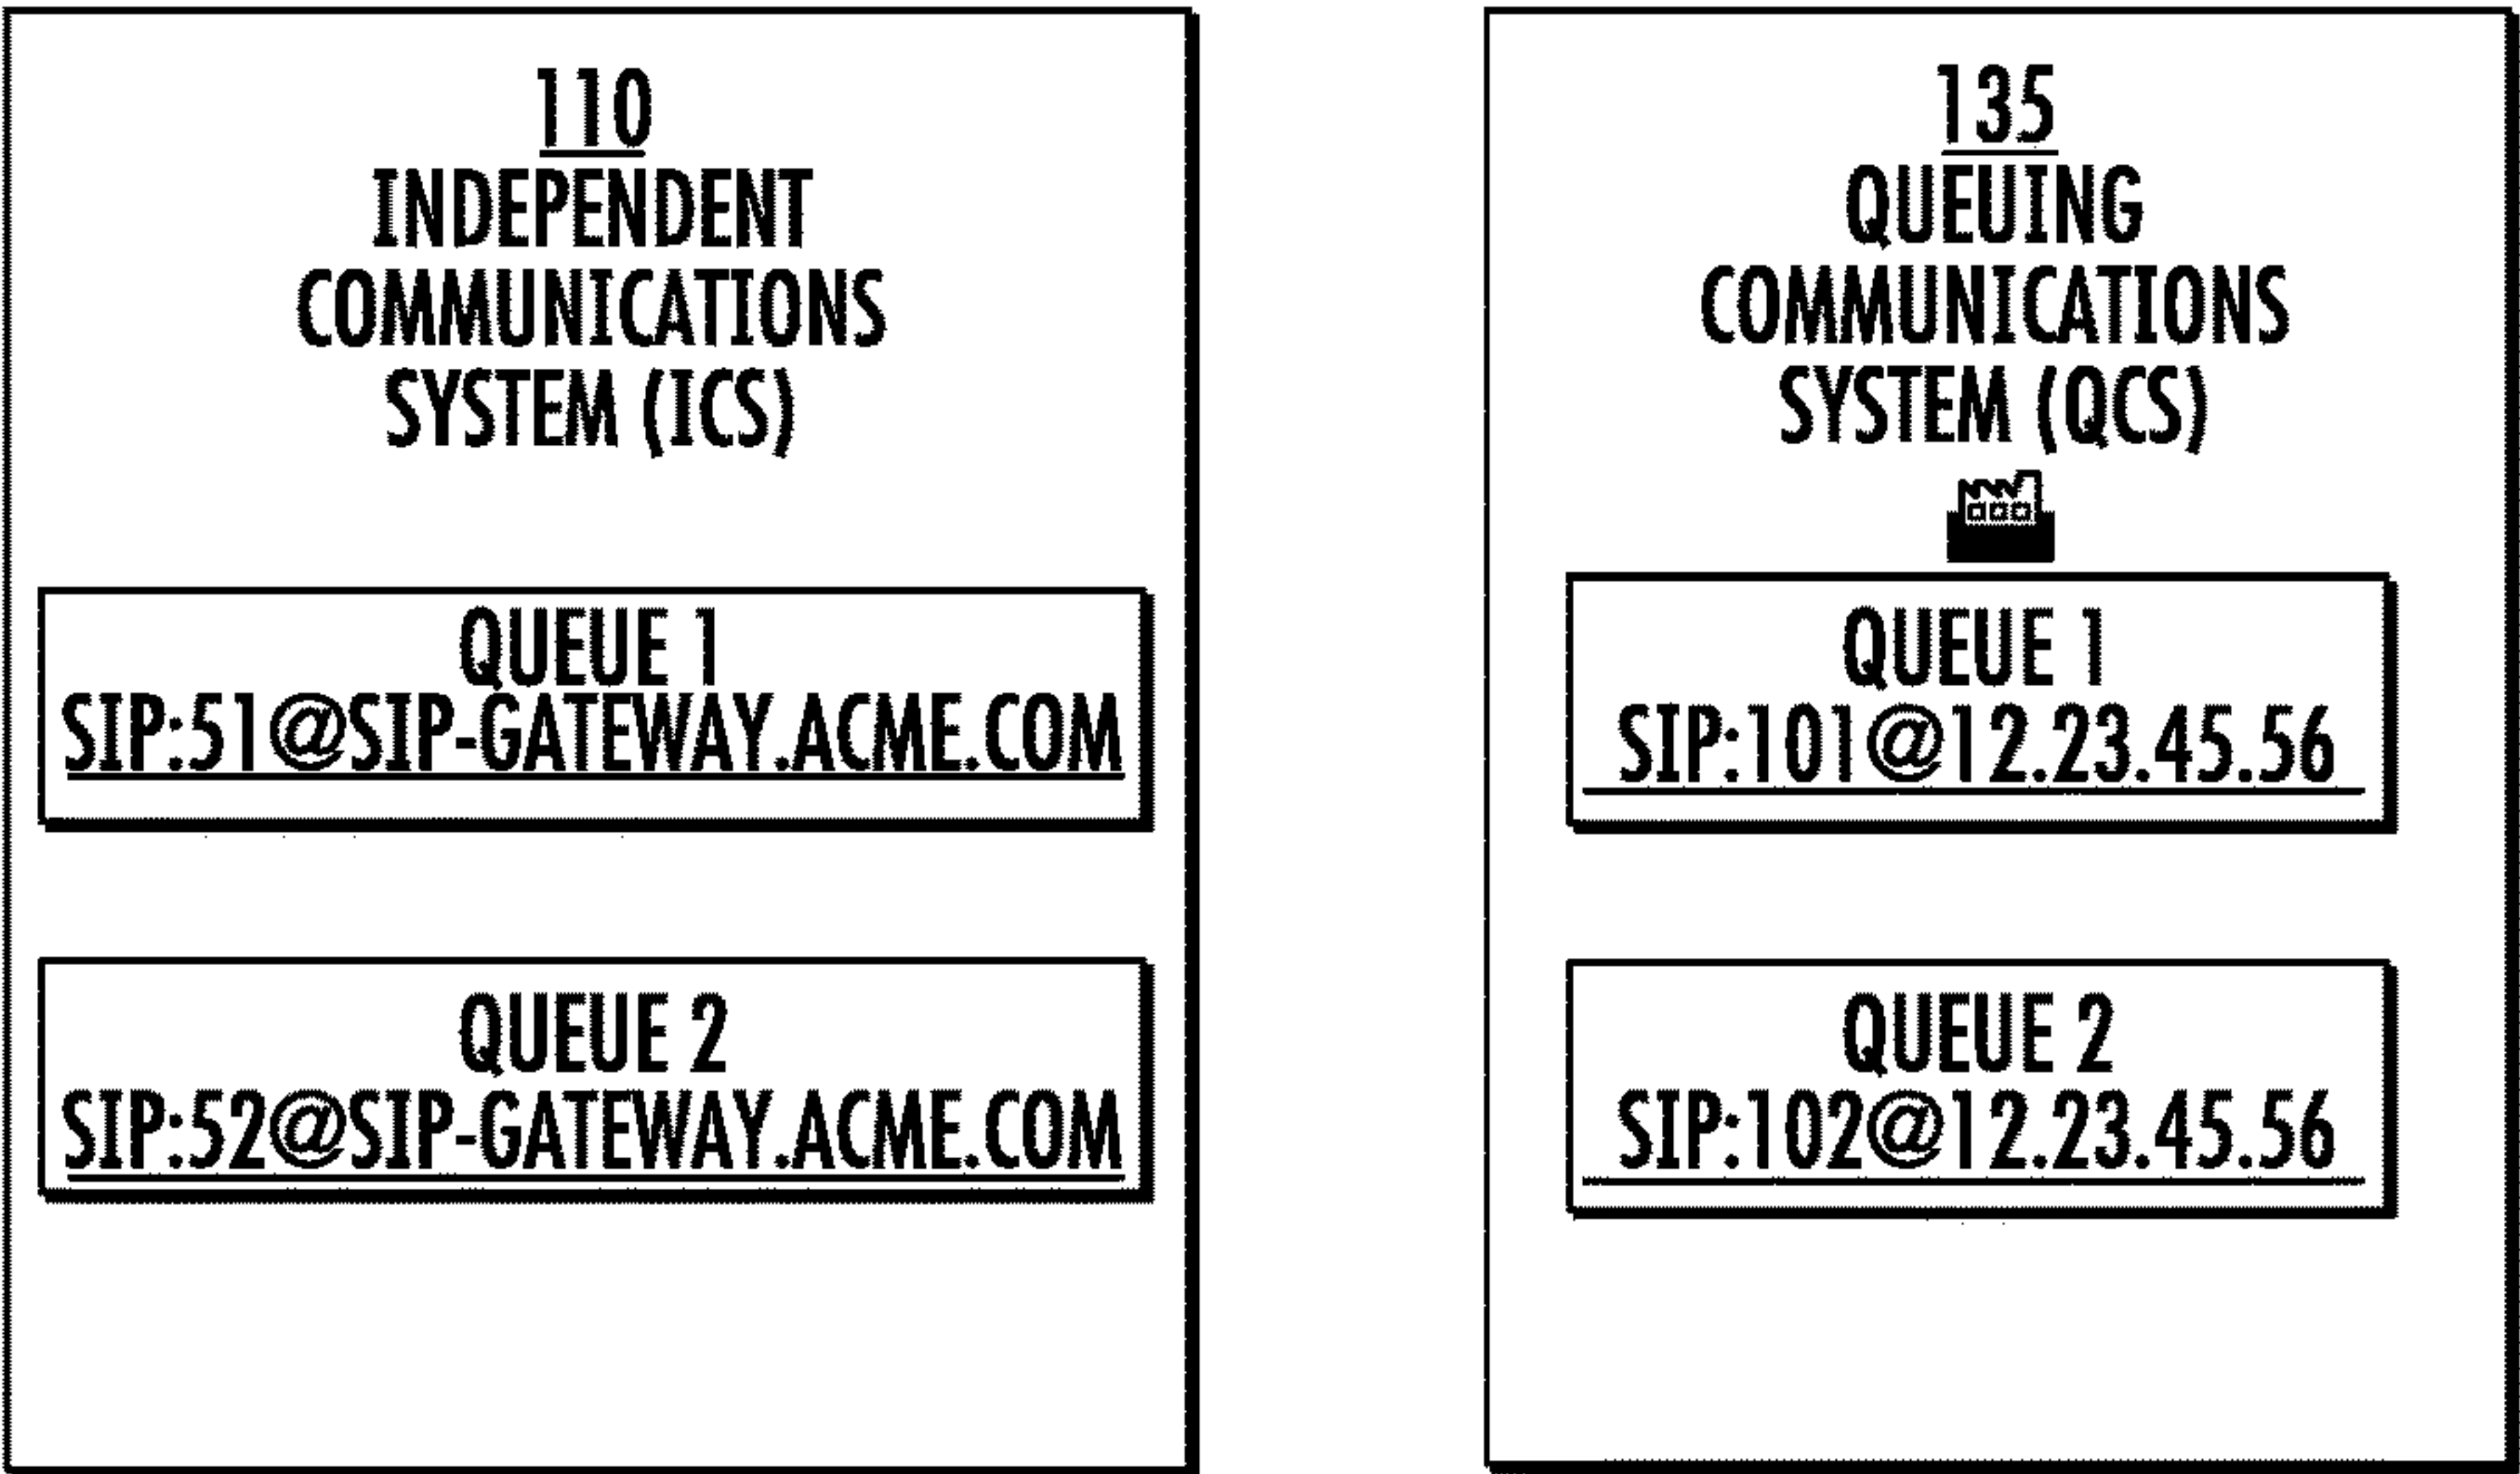 110
INDEPENDENT
COMMUNICATIONS
SYSTEM (ICS)
QUEUE 1
SIP:51@SIP-GATEWAY.ACME.COM
QUEUE 2
SIP:52@SIP-GATEWAY.ACME.COM
135
QUEUING
COMMUNICATIONS
SYSTEM (QCS)
QUEUE 1
SIP:101@12.23.45.56
QUEUE 2
SIP:102@12.23.45.56